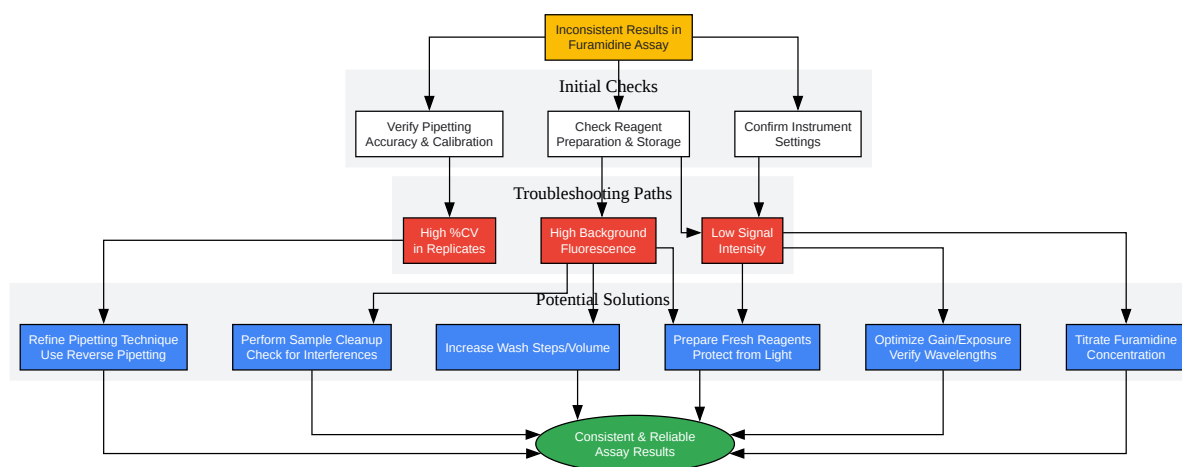 Inconsistent Results in
Furamidine Assay
Initial Checks
Verify Pipetting
Accuracy & Calibration
Check Reagent
Preparation & Storage
Confirm Instrument
Settings
Troubleshooting Paths
High %CV
in Replicates
High Background
Fluorescence
Low Signal
Intensity
Potential Solutions
Refine Pipetting Technique
Use Reverse Pipetting
Perform Sample Cleanup
Check for Interferences
Increase Wash Steps/Volume
Prepare Fresh Reagents
Protect from Light
Optimize Gain/Exposure
Verify Wavelengths
Titrate Furamidine
Concentration
Consistent & Reliable
Assay Results